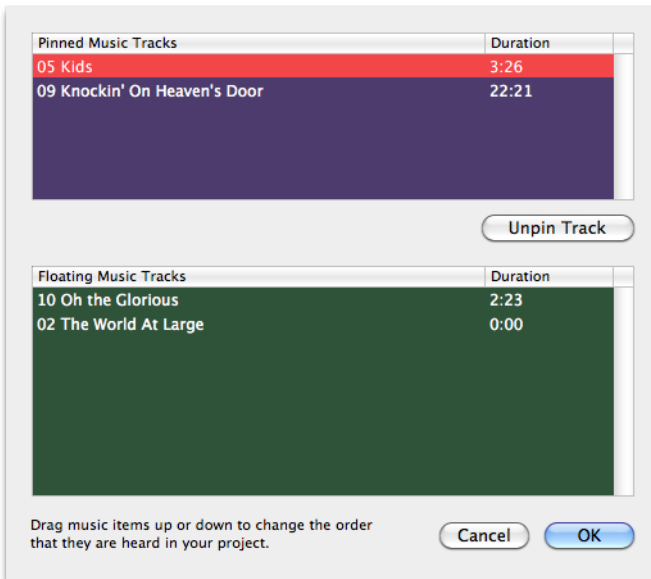 Pinned Music Tracks Duration
05 Kids 3:26
09 Knockin' On Heaven's Door 22:21
Unpin Track
Floating Music Tracks Duration
10 Oh the Glorious 2:23
02 The World At Large 0:00
Drag music items up or down to change the order
that they are heard in your project.
Cancel OK